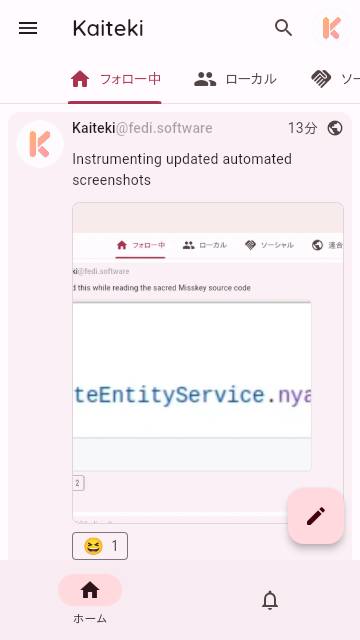 Kaiteki
フォロー中 ローカル ソー
Kaiteki@fedi.software 13分
Instrumenting updated automated
screenshots
フォロー中 ローカル ソーシャル 連合
ki@fedi.software
d this while reading the sacred Misskey source code
teEntityService.nya
2
😆 1
ホーム